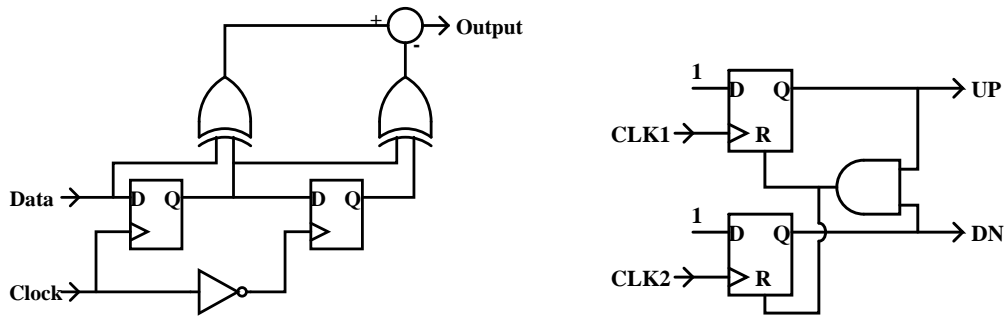 +
-
Output
D Q
D Q
Data
Clock
1
D Q
CLK1
R
UP
1
D Q
CLK2
R
DN